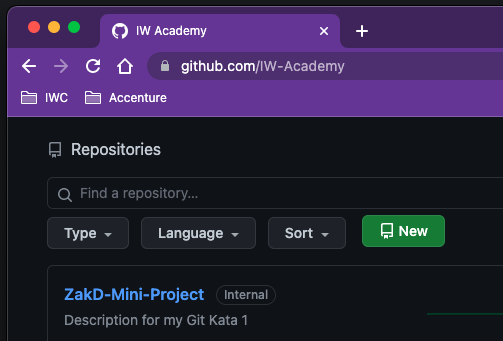 IW Academy
github.com/IW-Academy
IWC Accenture
Repositories
Find a repository...
Type Language Sort New
ZakD-Mini-Project Internal
Description for my Git Kata 1